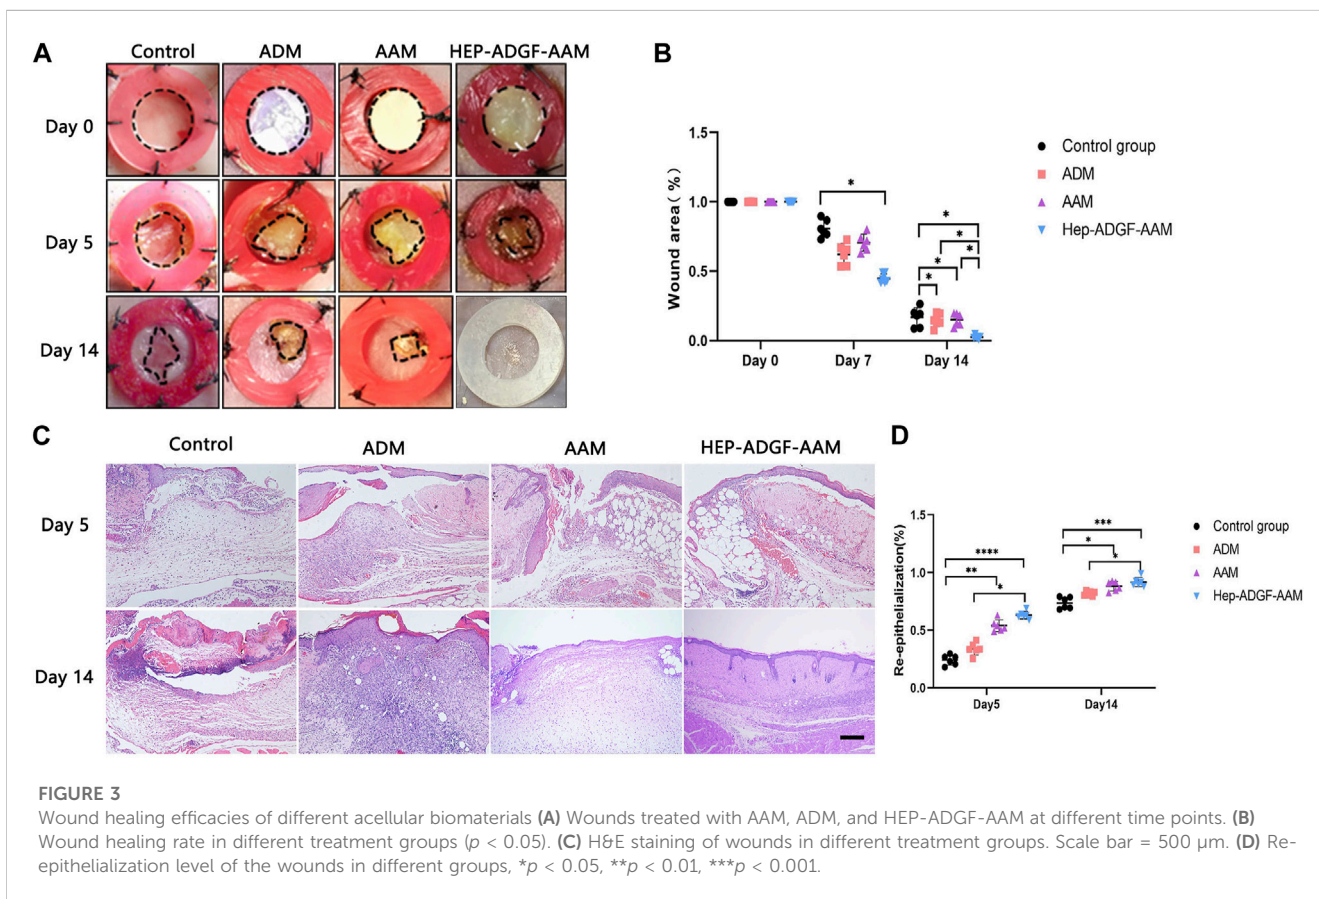 A
Control
ADM
AAM
HEP-ADGF-AAM
Day 0
Day 5
Day 14
B
Wound area( %)
1.5
1.0
0.5
0.0
*
*
*
*
*
*
Day 0
Day 7
Day 14
Control group
ADM
AAM
Hep-ADGF-AAM
C
Control
ADM
AAM
HEP-ADGF-AAM
Day 5
Day 14
D
Re-epithelialization(%)
1.5
1.0
0.5
0.0
****
**
*
***
*
*
Day5
Day14
Control group
ADM
AAM
Hep-ADGF-AAM
FIGURE 3
Wound healing efficacies of different acellular biomaterials (A) Wounds treated with AAM, ADM, and HEP-ADGF-AAM at different time points. (B)
Wound healing rate in different treatment groups (p < 0.05). (C) H&E staining of wounds in different treatment groups. Scale bar = 500 μm. (D) Re-
epithelialization level of the wounds in different groups, *p < 0.05, **p < 0.01, ***p < 0.001.